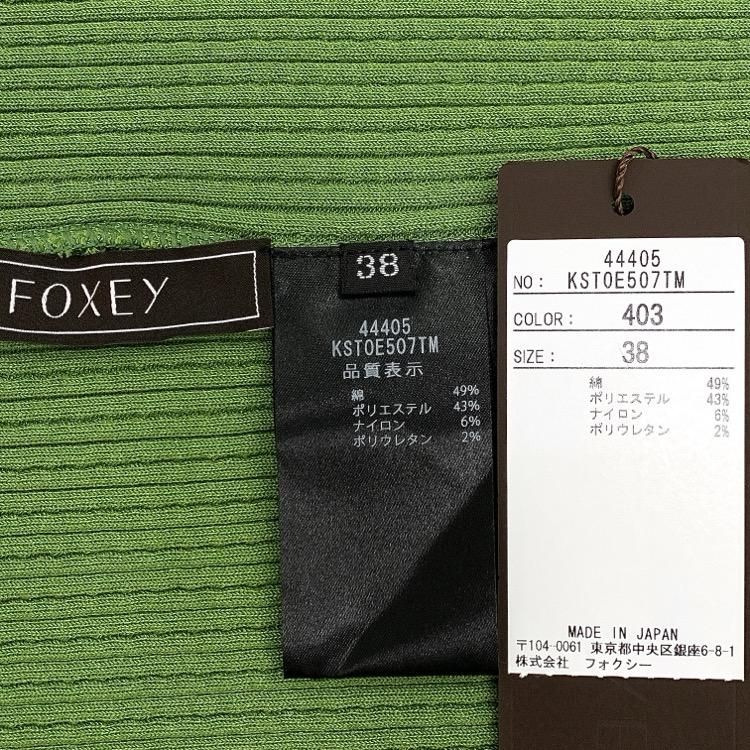 FOXEY
38
44405
KSTOE507TM
品質表示
綿 49%
ポリエステル 43%
ナイロン 6%
ポリウレタン 2%
44405
NO: KSTOE507TM
COLOR: 403
SIZE: 38
綿 49%
ポリエステル 43%
ナイロン 6%
ポリウレタン 2%
MADE IN JAPAN
〒104-0061 東京都中央区銀座6-8-1
株式会社 フォクシー